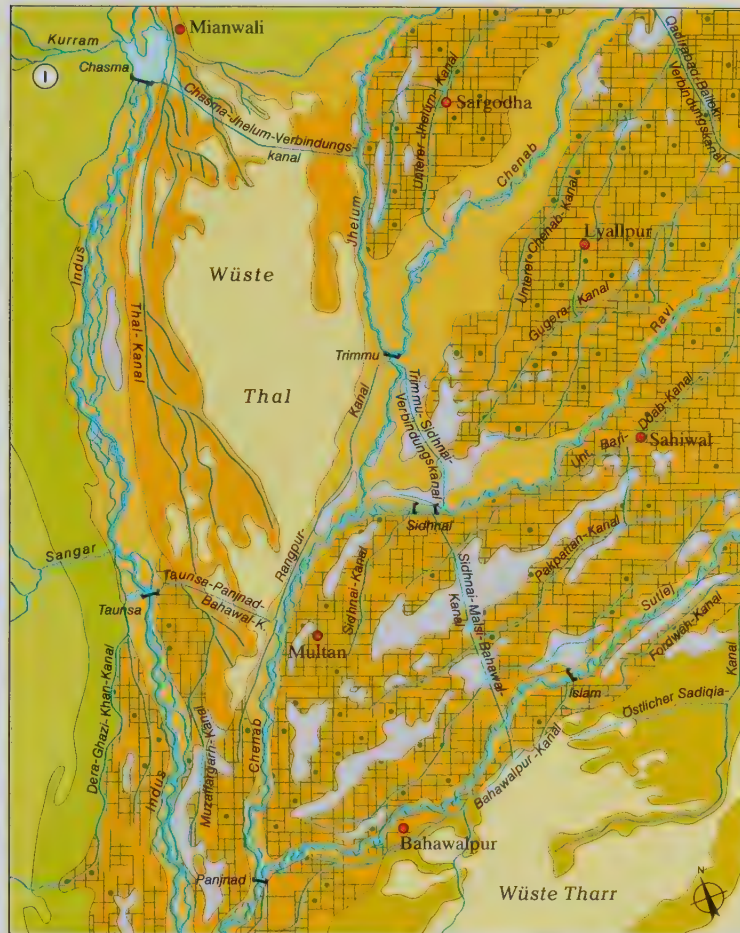 Kurram
Mianwali
1
Chasma
Chasma-Jhelum-Verbindungs-
kanal
Sargodha
Unterer Jhelum-Kanal
Qadirabad-Balloki-
Verbindungskanal
Chenab
Jhelum
Indus
Thal-Kanal
Wüste
Thal
Lyallpur
Unterer Chenab-Kanal
Gugera-Kanal
Ravi
Trimmu
Kanal
Trimmu-Sidhnai-
Verbindungskanal
Unt. Bari-Doab-Kanal
Sahiwal
Sidhnai
Rangpur-
Sangar
Taunsa-Panjnad-
Bahawal-K.
Taunsa
Sidhnai-Kanal
Sidhnai-Malsi-Bahawal-
Kanal
Pakpattan-Kanal
Sutlej
Fordwah-Kanal
Multan
Islam
Östlicher Sadiqia-
Kanal
Dera-Ghazi-Khan-Kanal
Indus
Muzaffargarh-Kanal
Chenab
Bahawalpur-Kanal
Bahawalpur
Panjnad
Wüste Tharr
N